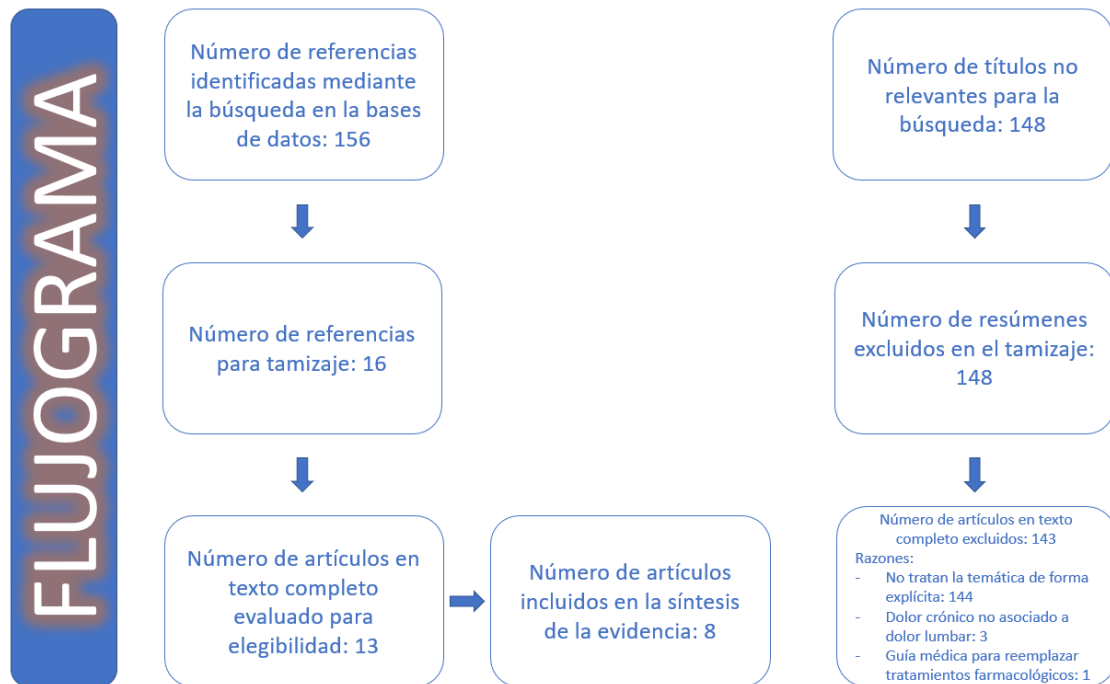 FLUJOGRAMA
Número de referencias
identificadas mediante
la búsqueda en la bases
de datos: 156
Número de referencias
para tamizaje: 16
Número de artículos en
texto completo
evaluado para
elegibilidad: 13
Número de artículos
incluidos en la síntesis
de la evidencia: 8
Número de títulos no
relevantes para la
búsqueda: 148
Número de resúmenes
excluidos en el tamizaje:
148
Número de artículos en texto
completo excluidos: 143
Razones:
- No tratan la temática de forma
explícita: 144
- Dolor crónico no asociado a
dolor lumbar: 3
- Guía médica para reemplazar
tratamientos farmacológicos: 1